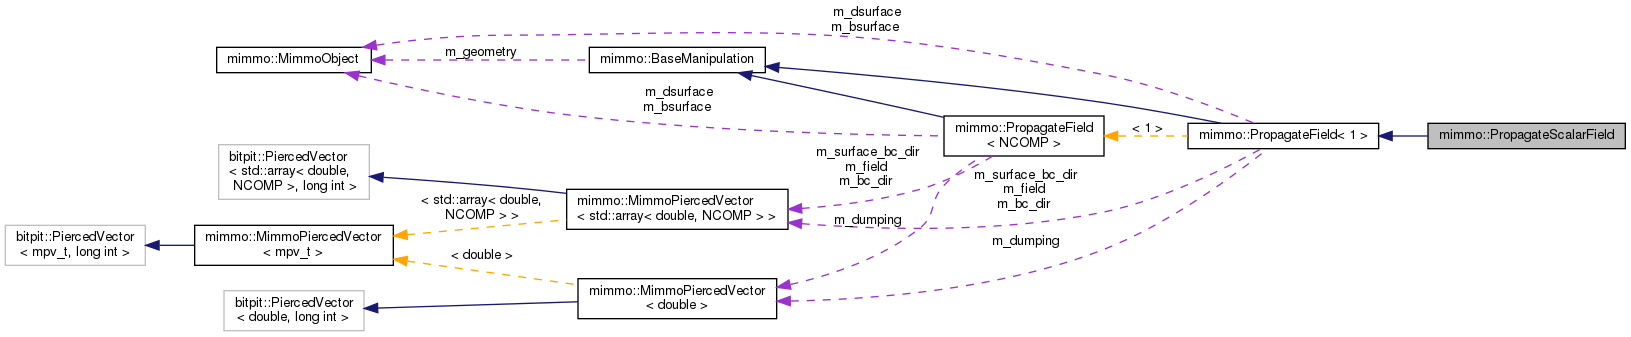 m_dsurface
m_bsurface
mimmo::MimmoObject
m_geometry
mimmo::BaseManipulation
m_dsurface
m_bsurface
mimmo::PropagateField
< NCOMP >
< 1 >
mimmo::PropagateField< 1 >
mimmo::PropagateScalarField
bitpit::PiercedVector
< std::array< double,
NCOMP >, long int >
m_surface_bc_dir
m_field
m_bc_dir
m_surface_bc_dir
m_field
m_bc_dir
< std::array< double,
NCOMP > >
mimmo::MimmoPiercedVector
< std::array< double, NCOMP > >
m_dumping
bitpit::PiercedVector
< mpv_t, long int >
mimmo::MimmoPiercedVector
< mpv_t >
< double >
m_dumping
bitpit::PiercedVector
< double, long int >
mimmo::MimmoPiercedVector
< double >